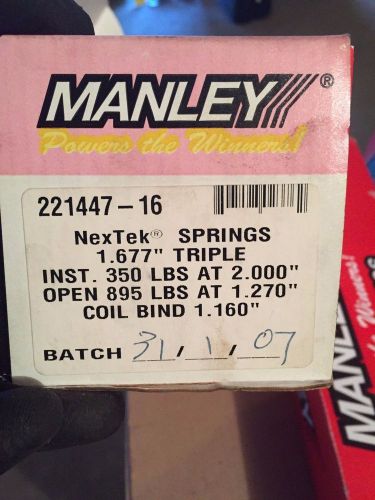 MANLEY®
Powers the Winners!
221447-16
NexTek® SPRINGS
1.677" TRIPLE
INST. 350 LBS AT 2.000"
OPEN 895 LBS AT 1.270"
COIL BIND 1.160"
BATCH 31/1/07
MANLEY